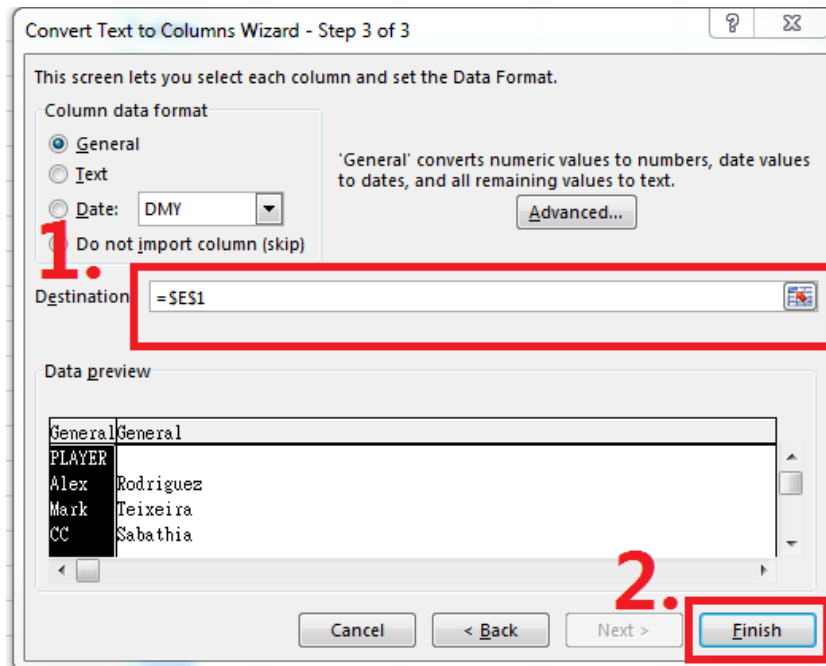 Convert Text to Columns Wizard - Step 3 of 3
?
This screen lets you select each column and set the Data Format.
Column data format
General
Text
Date: DMY
Do not import column (skip)
'General' converts numeric values to numbers, date values
to dates, and all remaining values to text.
Advanced...
1.
Destination
=$E$1
Data preview
General General
PLAYER
Alex Rodriguez
Mark Teixeira
CC Sabathia
2.
Cancel
< Back
Next >
Finish